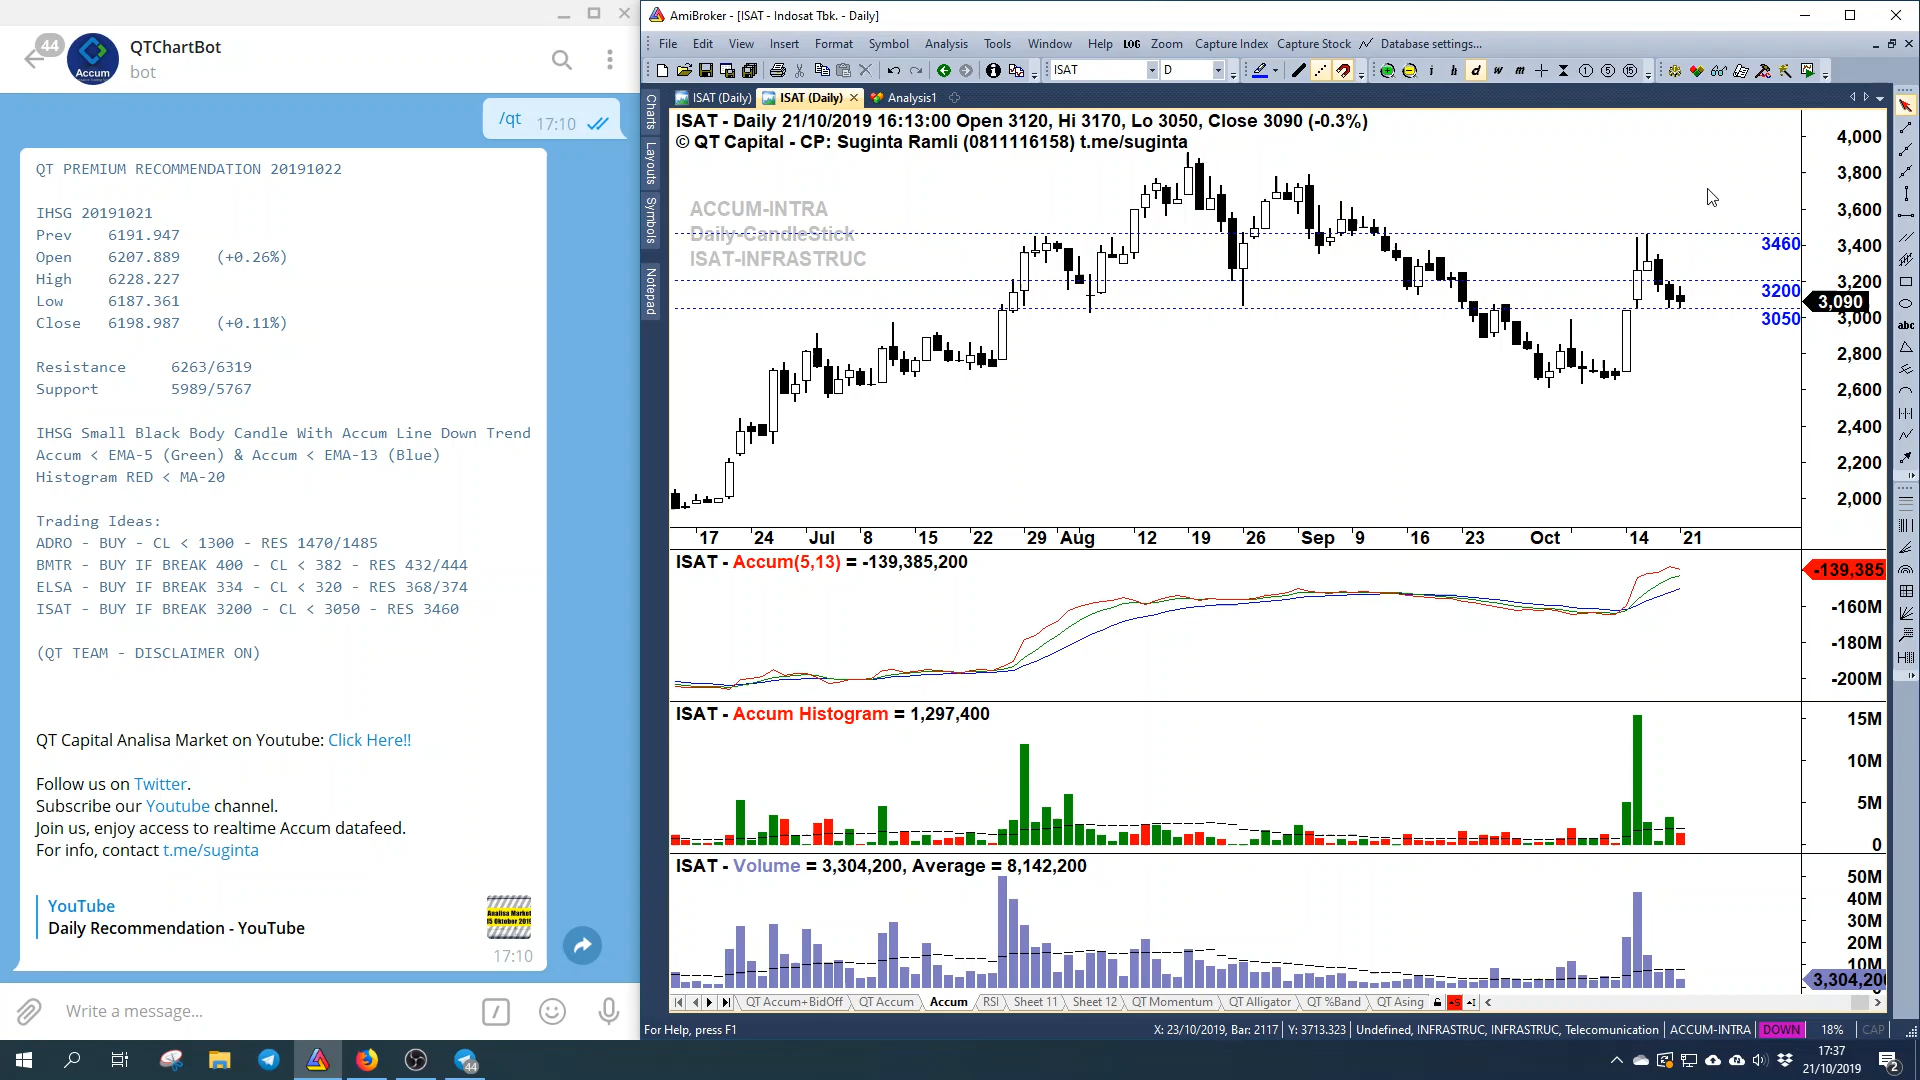 44
Accum
QTChartBot
bot
/qt 17:10
QT PREMIUM RECOMMENDATION 20191022
IHSG 20191021
Prev 6191.947
Open 6207.889 (+0.26%)
High 6228.227
Low 6187.361
Close 6198.987 (+0.11%)
Resistance 6263/6319
Support 5989/5767
IHSG Small Black Body Candle With Accum Line Down Trend
Accum < EMA-5 (Green) & Accum < EMA-13 (Blue)
Histogram RED < MA-20
Trading Ideas:
ADRO - BUY - CL < 1300 - RES 1470/1485
BMTR - BUY IF BREAK 400 - CL < 382 - RES 432/444
ELSA - BUY IF BREAK 334 - CL < 320 - RES 368/374
ISAT - BUY IF BREAK 3200 - CL < 3050 - RES 3460
(QT TEAM - DISCLAIMER ON)
QT Capital Analisa Market on Youtube: Click Here!!
Follow us on Twitter.
Subscribe our Youtube channel.
Join us, enjoy access to realtime Accum datafeed.
For info, contact t.me/suginta
YouTube
Daily Recommendation - YouTube
Analisa Market
15 Oktober 2019
17:10
Write a message...
AmiBroker - [ISAT - Indosat Tbk. - Daily]
File Edit View Insert Format Symbol Analysis Tools Window Help LOG Zoom Capture Index Capture Stock Database settings...
ISAT D i h d w m
ISAT (Daily) ISAT (Daily) Analysis1
Charts
Layouts
Symbols
Notepad
ISAT - Daily 21/10/2019 16:13:00 Open 3120, Hi 3170, Lo 3050, Close 3090 (-0.3%)
© QT Capital - CP: Suginta Ramli (0811116158) t.me/suginta
ACCUM-INTRA
Daily-CandleStick
ISAT-INFRASTRUC
3460
3200
3050
4,000
3,800
3,600
3,400
3,200
3,090
3,000
2,800
2,600
2,400
2,200
2,000
17 24 Jul 8 15 22 29 Aug 12 19 26 Sep 9 16 23 Oct 14 21
ISAT - Accum(5,13) = -139,385,200
-139,385
-160M
-180M
-200M
ISAT - Accum Histogram = 1,297,400
15M
10M
5M
0
ISAT - Volume = 3,304,200, Average = 8,142,200
50M
40M
30M
20M
10M
3,304,20
QT Accum+BidOff QT Accum Accum RSI Sheet 11 Sheet 12 QT Momentum QT Alligator QT %Band QT Asing
abc
For Help, press F1
X: 23/10/2019, Bar: 2117 Y: 3713.323 Undefined, INFRASTRUC, INFRASTRUC, Telecomunication ACCUM-INTRA DOWN 18% CAP
44
17:37
21/10/2019
2